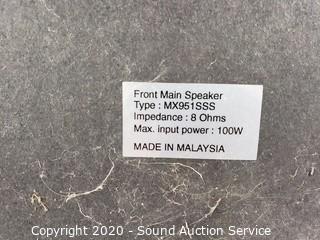 Front Main Speaker
Type : MX951SSS
Impedance : 8 Ohms
Max. input power : 100W
MADE IN MALAYSIA
Copyright 2020 - Sound Auction Service